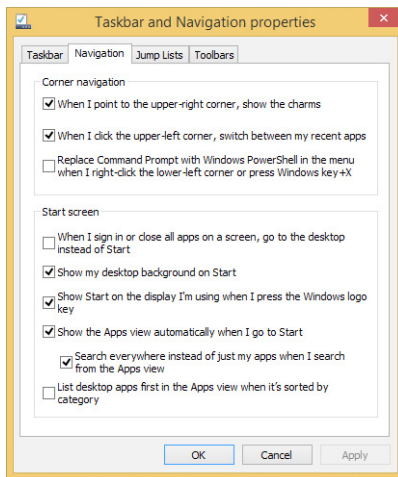 Taskbar and Navigation properties
Taskbar Navigation Jump Lists Toolbars
Corner navigation
When I point to the upper-right corner, show the charms
When I click the upper-left corner, switch between my recent apps
Replace Command Prompt with Windows PowerShell in the menu
when I right-click the lower-left corner or press Windows key+X
Start screen
When I sign in or close all apps on a screen, go to the desktop
instead of Start
Show my desktop background on Start
Show Start on the display I'm using when I press the Windows logo
key
Show the Apps view automatically when I go to Start
Search everywhere instead of just my apps when I search
from the Apps view
List desktop apps first in the Apps view when it's sorted by
category
OK Cancel Apply